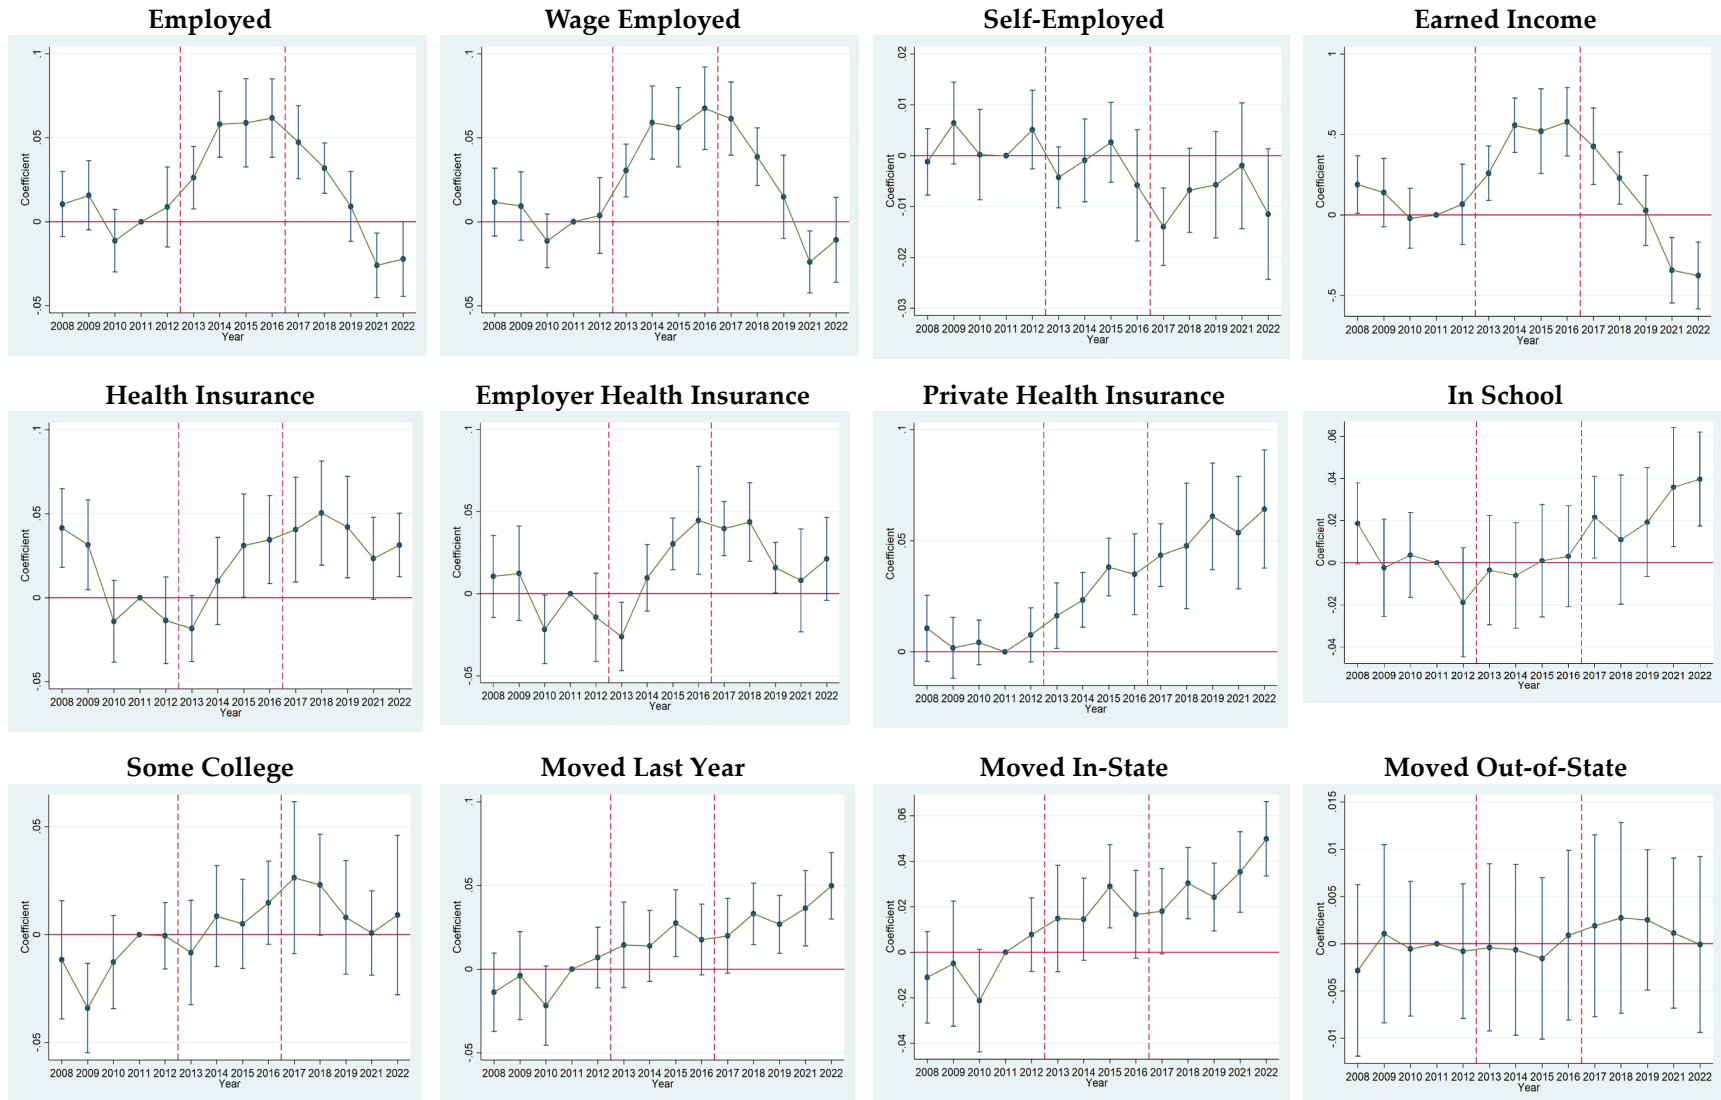 Employed
Coefficient
.1
.05
0
-.05
2008 2009 2010 2011 2012 2013 2014 2015 2016 2017 2018 2019 2021 2022
Year
Wage Employed
Coefficient
.1
.05
0
-.05
2008 2009 2010 2011 2012 2013 2014 2015 2016 2017 2018 2019 2021 2022
Year
Self-Employed
Coefficient
.02
.01
0
-.01
-.02
-.03
2008 2009 2010 2011 2012 2013 2014 2015 2016 2017 2018 2019 2021 2022
Year
Earned Income
Coefficient
1
.5
0
-.5
2008 2009 2010 2011 2012 2013 2014 2015 2016 2017 2018 2019 2021 2022
Year
Health Insurance
Coefficient
.1
.05
0
-.05
2008 2009 2010 2011 2012 2013 2014 2015 2016 2017 2018 2019 2021 2022
Year
Employer Health Insurance
Coefficient
.1
.05
0
-.05
2008 2009 2010 2011 2012 2013 2014 2015 2016 2017 2018 2019 2021 2022
Year
Private Health Insurance
Coefficient
.1
.05
0
2008 2009 2010 2011 2012 2013 2014 2015 2016 2017 2018 2019 2021 2022
Year
In School
Coefficient
.06
.04
.02
0
-.02
-.04
2008 2009 2010 2011 2012 2013 2014 2015 2016 2017 2018 2019 2021 2022
Year
Some College
Coefficient
.05
0
-.05
2008 2009 2010 2011 2012 2013 2014 2015 2016 2017 2018 2019 2021 2022
Year
Moved Last Year
Coefficient
.1
.05
0
-.05
2008 2009 2010 2011 2012 2013 2014 2015 2016 2017 2018 2019 2021 2022
Year
Moved In-State
Coefficient
.06
.04
.02
0
-.02
-.04
2008 2009 2010 2011 2012 2013 2014 2015 2016 2017 2018 2019 2021 2022
Year
Moved Out-of-State
Coefficient
.015
.01
.005
0
-.005
-.01
2008 2009 2010 2011 2012 2013 2014 2015 2016 2017 2018 2019 2021 2022
Year